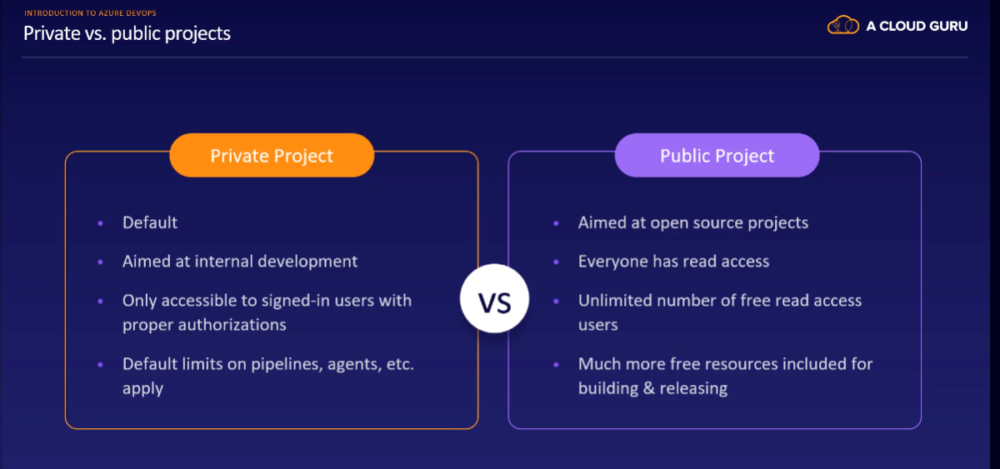 INTRODUCTION TO AZURE DEVOPS
Private vs. public projects
A CLOUD GURU
Private Project
Default
Aimed at internal development
Only accessible to signed-in users with
proper authorizations
Default limits on pipelines, agents, etc.
apply
VS
Public Project
Aimed at open source projects
Everyone has read access
Unlimited number of free read access
users
Much more free resources included for
building & releasing